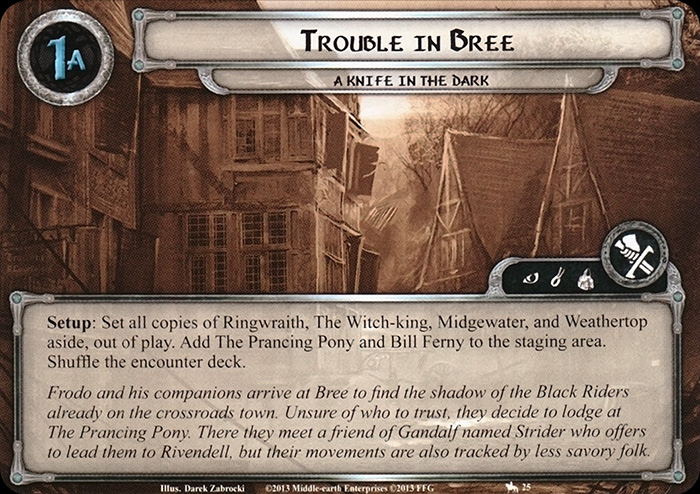 1A
TROUBLE IN BREE
A KNIFE IN THE DARK
Setup: Set all copies of Ringwraith, The Witch-king, Midgewater, and Weathertop
aside, out of play. Add The Prancing Pony and Bill Ferny to the staging area.
Shuffle the encounter deck.
Frodo and his companions arrive at Bree to find the shadow of the Black Riders
already on the crossroads town. Unsure of who to trust, they decide to lodge at
The Prancing Pony. There they meet a friend of Gandalf named Strider who offers
to lead them to Rivendell, but their movements are also tracked by less savory folk.
Illus. Darek Zabrocki ©2013 Middle-earth Enterprises ©2013 FFG 25